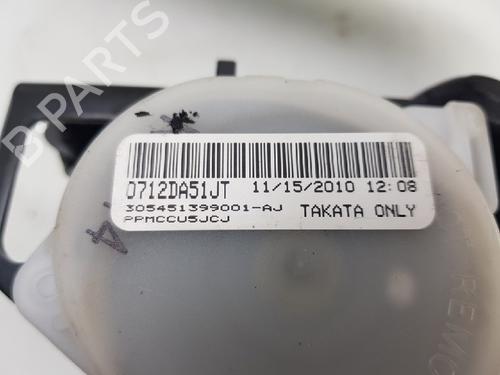 B PARTS
0712DA51JT 11/15/2010 12:08
305451399001-AJ TAKATA ONLY
PPMCCU5JCJ